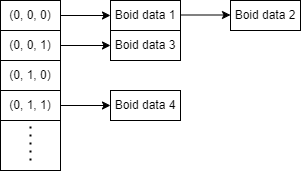 (0, 0, 0) Boid data 1 Boid data 2
(0, 0, 1) Boid data 3
(0, 1, 0)
(0, 1, 1) Boid data 4